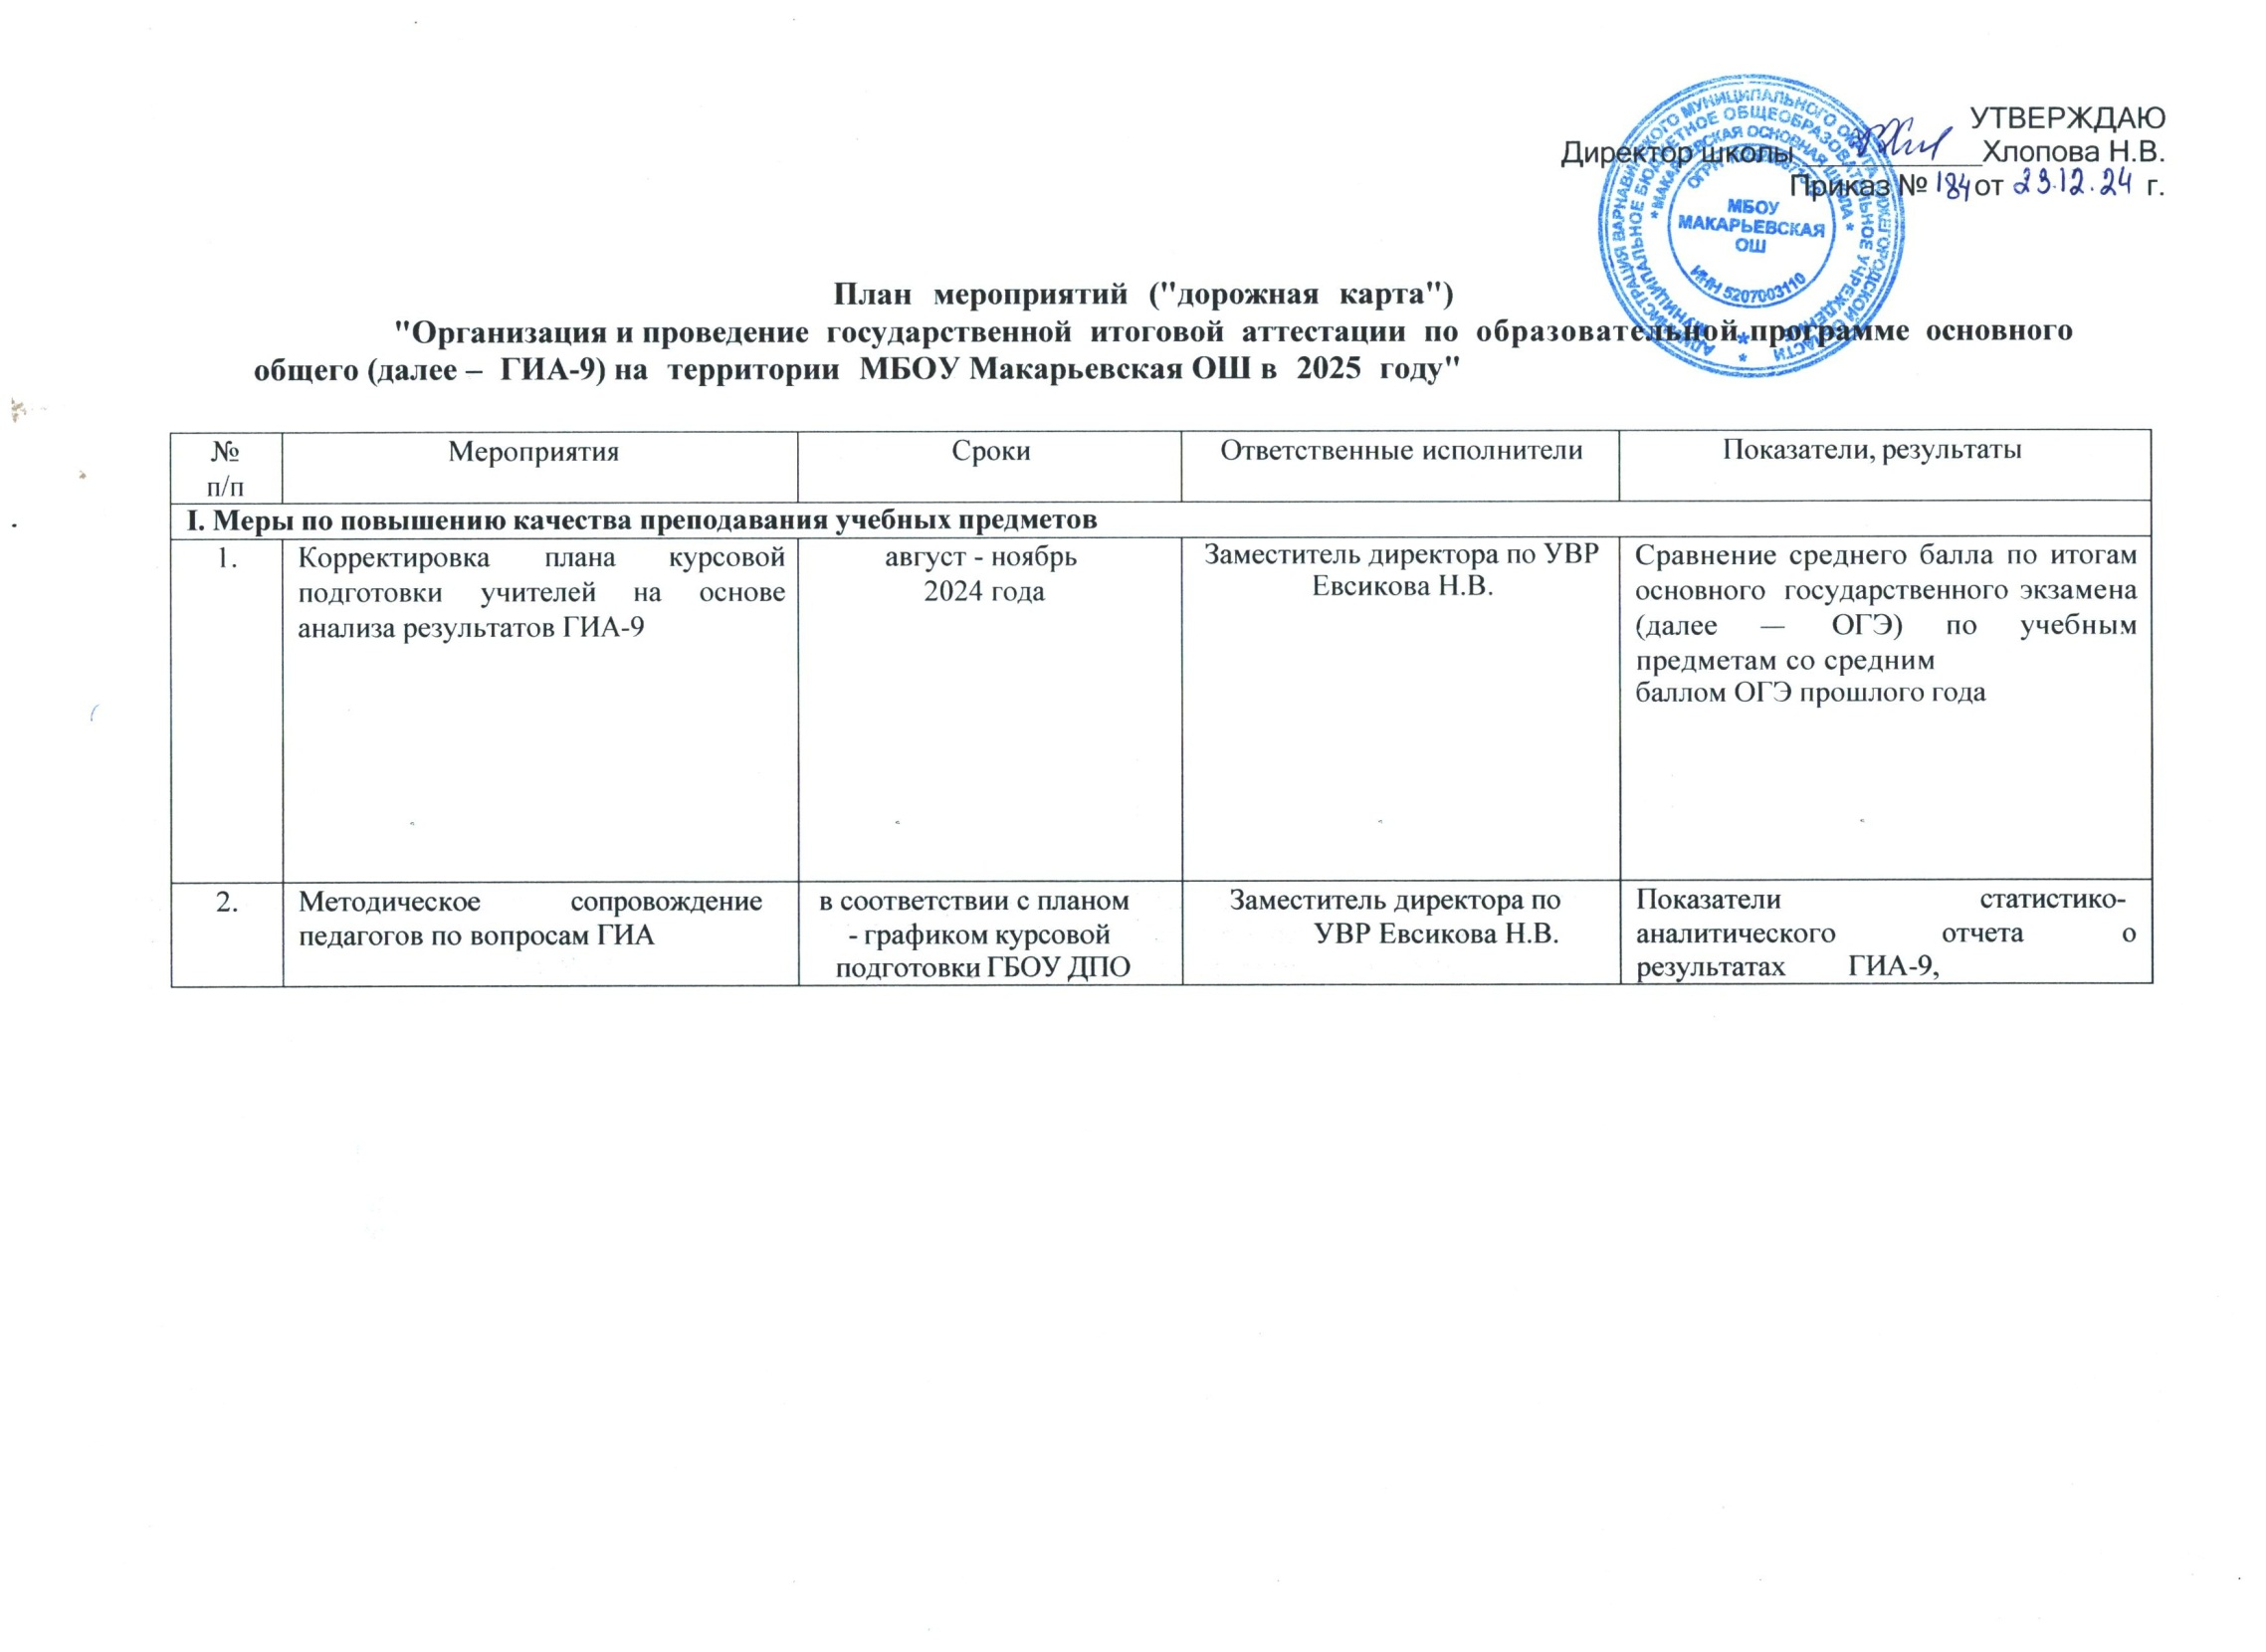 УТВЕРЖДАЮ
Директор школы ___________Хлопова Н.В.
Приказ № 184 от 23.12.24 г.
МБОУ
МАКАРЬЕВСКАЯ
ОШ
ИНН 5207003110
План мероприятий ("дорожная карта")
"Организация и проведение государственной итоговой аттестации по образовательной программе основного
общего (далее – ГИА-9) на территории МБОУ Макарьевская ОШ в 2025 году"
№
п/п
Мероприятия
Сроки
Ответственные исполнители
Показатели, результаты
I. Меры по повышению качества преподавания учебных предметов
1.
Корректировка плана курсовой
подготовки учителей на основе
анализа результатов ГИА-9
август - ноябрь
2024 года
Заместитель директора по УВР
Евсикова Н.В.
Сравнение среднего балла по итогам
основного государственного экзамена
(далее — ОГЭ) по учебным
предметам со средним
баллом ОГЭ прошлого года
2.
Методическое сопровождение
педагогов по вопросам ГИА
в соответствии с планом
- графиком курсовой
подготовки ГБОУ ДПО
Заместитель директора по
УВР Евсикова Н.В.
Показатели статистико-
аналитического отчета о
результатах ГИА-9,